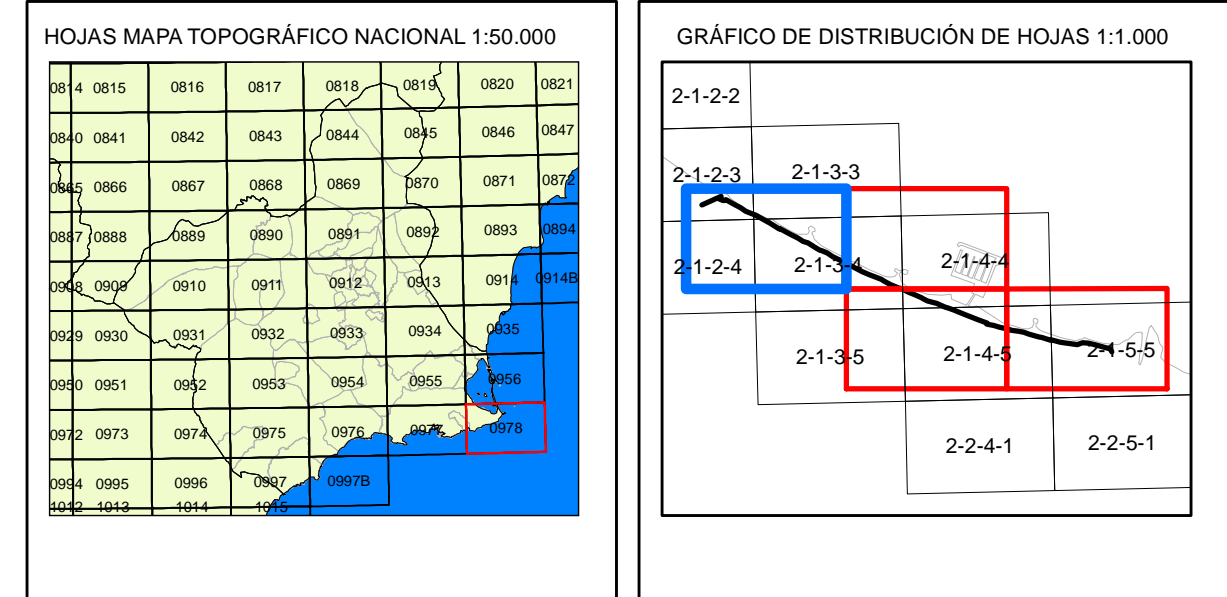 HOJAS MAPA TOPOGRÁFICO NACIONAL 1:50.000
0814 0815 0816 0817 0818 0819 0820 0821
0840 0841 0842 0843 0844 0845 0846 0847
0865 0866 0867 0868 0869 0870 0871 0872
0887 0888 0889 0890 0891 0892 0893 0894
0908 0909 0910 0911 0912 0913 0914 0914B
0929 0930 0931 0932 0933 0934 0935
0950 0951 0952 0953 0954 0955 0956
0972 0973 0974 0975 0976 0977 0978
0994 0995 0996 0997 0997B
1012 1013 1014 1015
GRÁFICO DE DISTRIBUCIÓN DE HOJAS 1:1.000
2-1-2-2
2-1-2-3 2-1-3-3
2-1-2-4 2-1-3-4 2-1-4-4
2-1-3-5 2-1-4-5 2-1-5-5
2-2-4-1 2-2-5-1